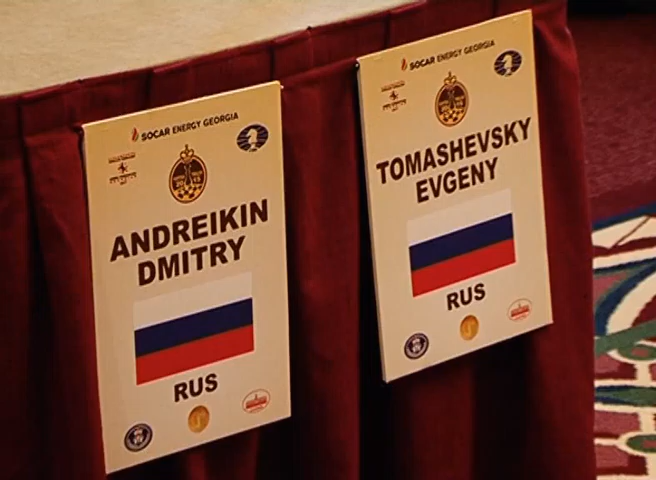 SOCAR ENERGY GEORGIA
ANDREIKIN
DMITRY
RUS
SOCAR ENERGY GEORGIA
TOMASHEVSKY
EVGENY
RUS